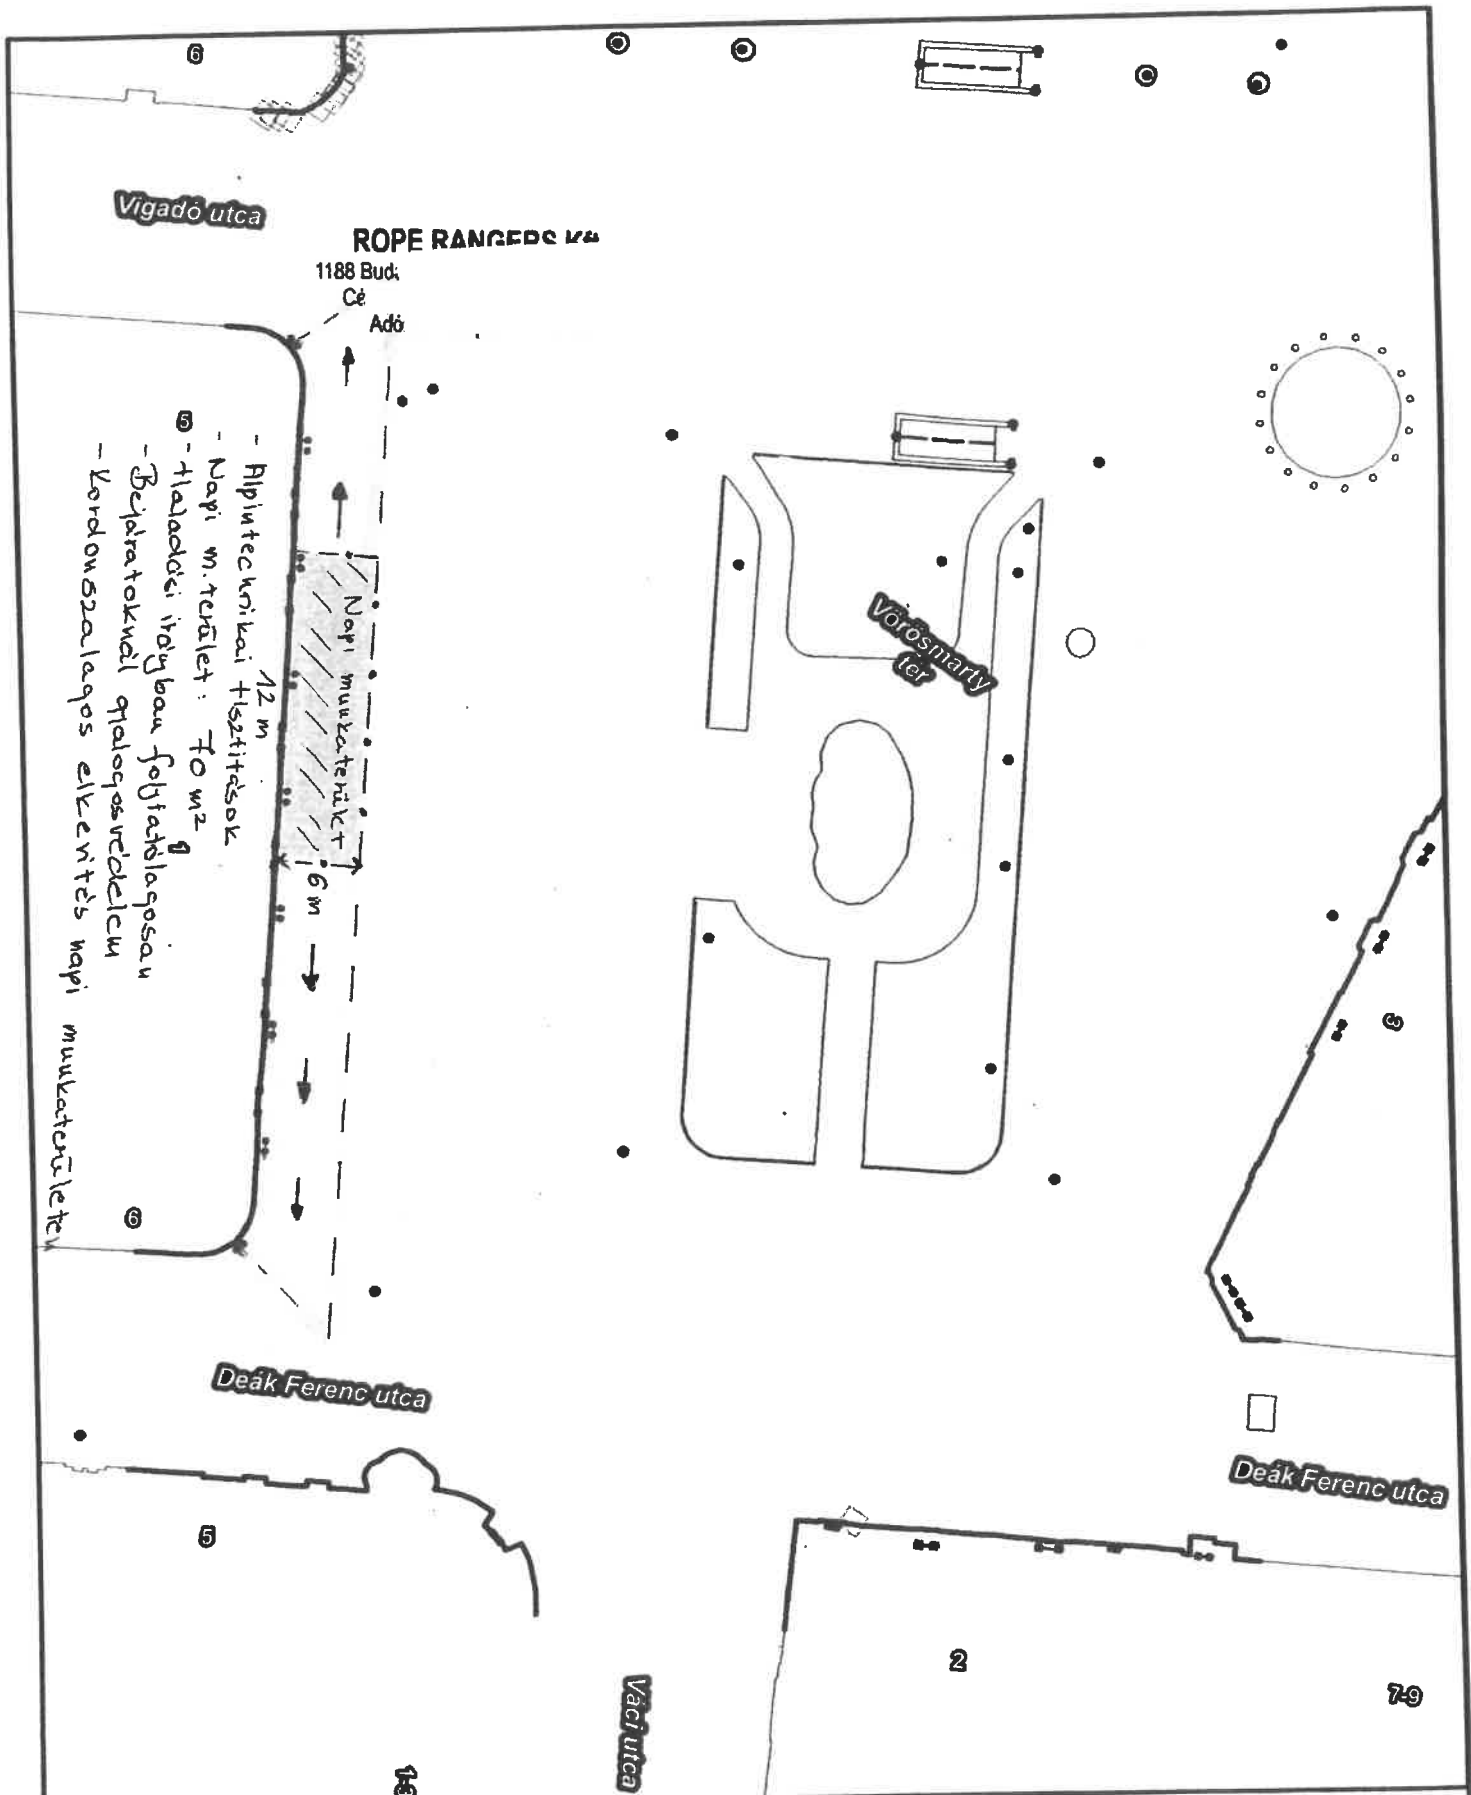 6
Vigadó utca
ROPE RANGERS
1188 Bud
Cé
Adó
5
- Alpintechnikai tisztítások
12 m
- Napi m. terület: 70 m²
- Haladási irányban folytatólagosan
- Bejáratoknál gyalogosvédelem
- Kordonszalagos elkerítés napi munkaterületen
Napi munkaterület
6 m
Vörösmarty
tér
3
6
Deák Ferenc utca
Deák Ferenc utca
5
2
7-9
Váci utca